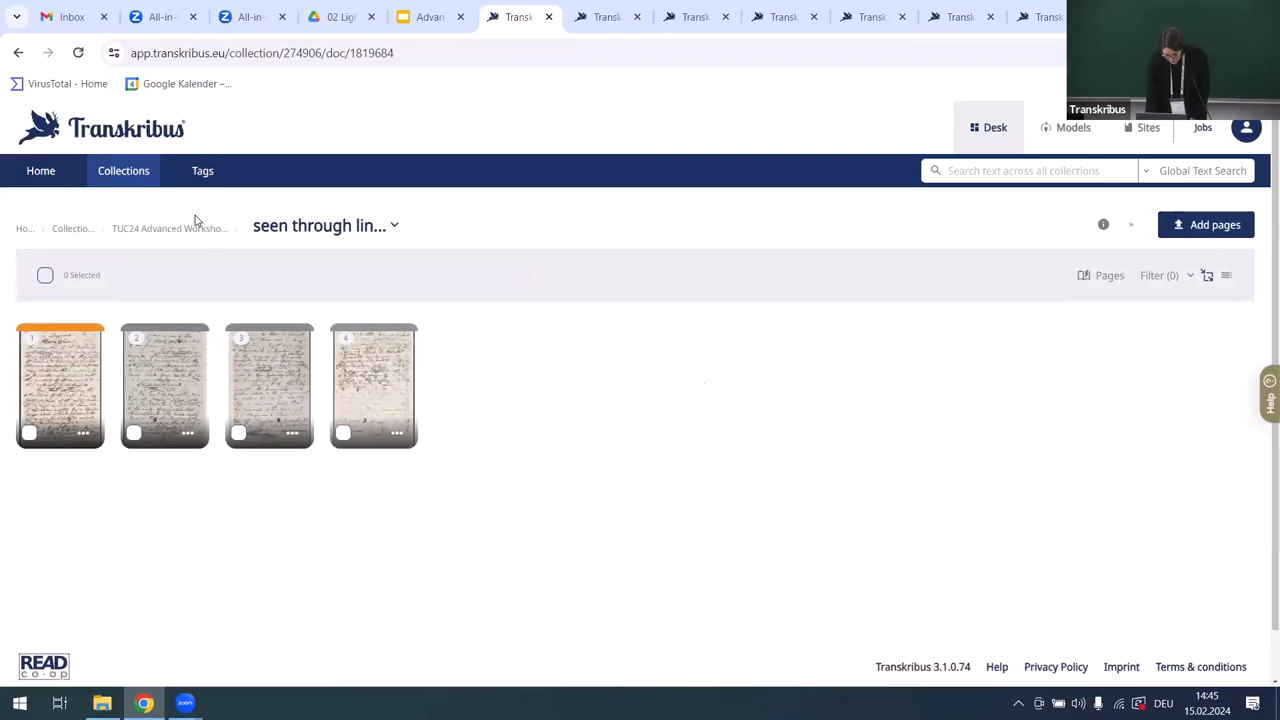 Inbox
All-in-
All-in-
02 Ligh
Advan
Transk
Transk
Transk
Transk
Transk
Transk
Transk
app.transkribus.eu/collection/274906/doc/1819684
VirusTotal - Home
Google Kalender –...
Transkribus
Transkribus
Desk
Models
Sites
Jobs
Home
Collections
Tags
Search text across all collections
Global Text Search
Ho...
Collectio...
TUC24 Advanced Worksho...
seen through lin...
Add pages
0 Selected
Pages
Filter (0)
1
2
3
4
Help
READ
co·op
Transkribus 3.1.0.74
Help
Privacy Policy
Imprint
Terms & conditions
DEU
14:45
15.02.2024